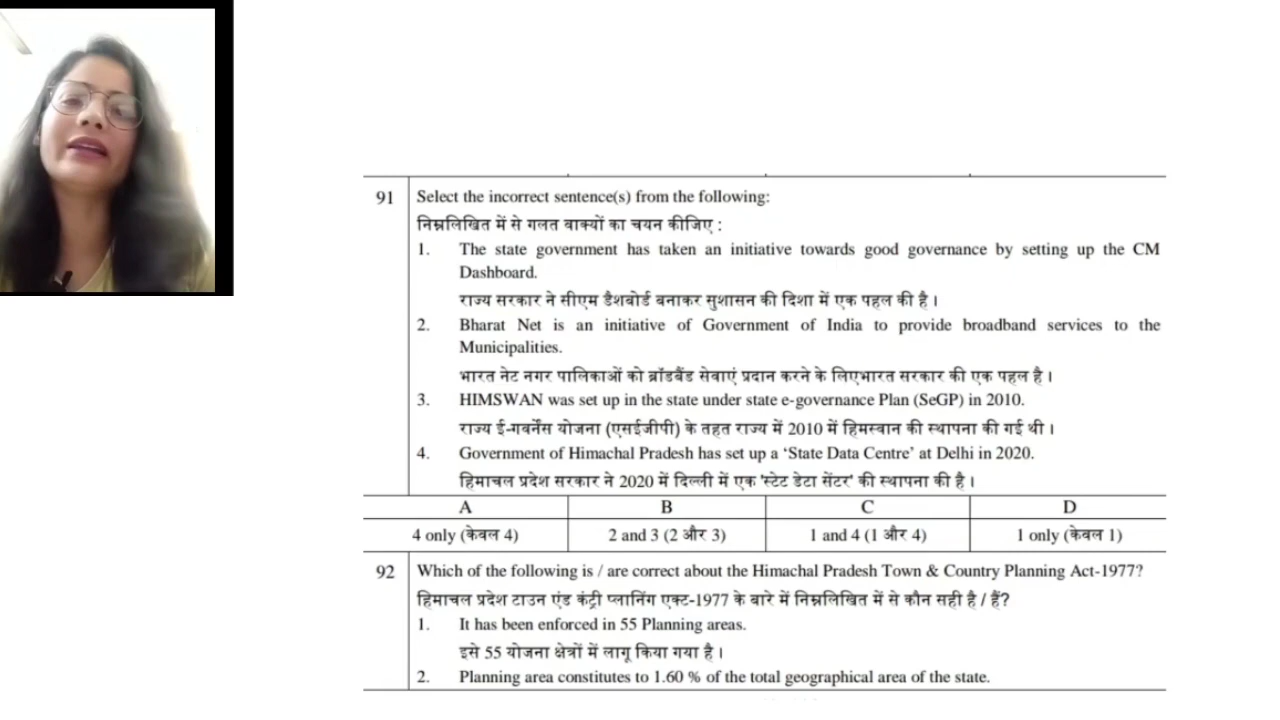 91 Select the incorrect sentence(s) from the following:
निम्नलिखित में से गलत वाक्यों का चयन कीजिए :
1. The state government has taken an initiative towards good governance by setting up the CM
Dashboard.
राज्य सरकार ने सीएम डैशबोर्ड बनाकर सुशासन की दिशा में एक पहल की है।
2. Bharat Net is an initiative of Government of India to provide broadband services to the
Municipalities.
भारत नेट नगर पालिकाओं को ब्रॉडबैंड सेवाएं प्रदान करने के लिएभारत सरकार की एक पहल है।
3. HIMSWAN was set up in the state under state e-governance Plan (SeGP) in 2010.
राज्य ई-गवर्नेंस योजना (एसईजीपी) के तहत राज्य में 2010 में हिमस्वान की स्थापना की गई थी।
4. Government of Himachal Pradesh has set up a ‘State Data Centre’ at Delhi in 2020.
हिमाचल प्रदेश सरकार ने 2020 में दिल्ली में एक 'स्टेट डेटा सेंटर' की स्थापना की है।
A B C D
4 only (केवल 4) 2 and 3 (2 और 3) 1 and 4 (1 और 4) 1 only (केवल 1)
92 Which of the following is / are correct about the Himachal Pradesh Town & Country Planning Act-1977?
हिमाचल प्रदेश टाउन एंड कंट्री प्लानिंग एक्ट-1977 के बारे में निम्नलिखित में से कौन सही है / हैं?
1. It has been enforced in 55 Planning areas.
इसे 55 योजना क्षेत्रों में लागू किया गया है।
2. Planning area constitutes to 1.60 % of the total geographical area of the state.